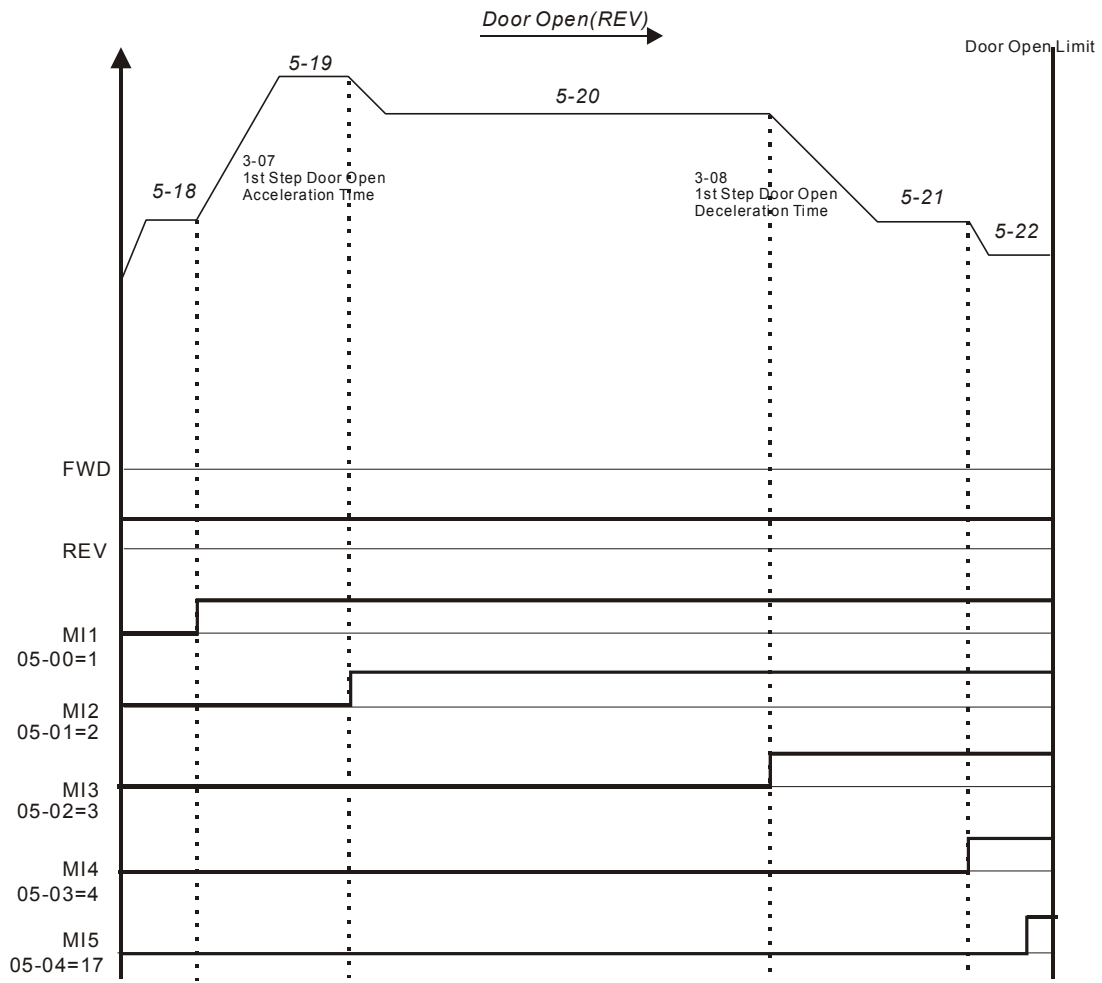 Door Open(REV)
Door Open Limit
5-19
5-20
3-07
1st Step Door Open
Acceleration Time
3-08
1st Step Door Open
Deceleration Time
5-18
5-21
5-22
FWD
REV
MI1
05-00=1
MI2
05-01=2
MI3
05-02=3
MI4
05-03=4
MI5
05-04=17